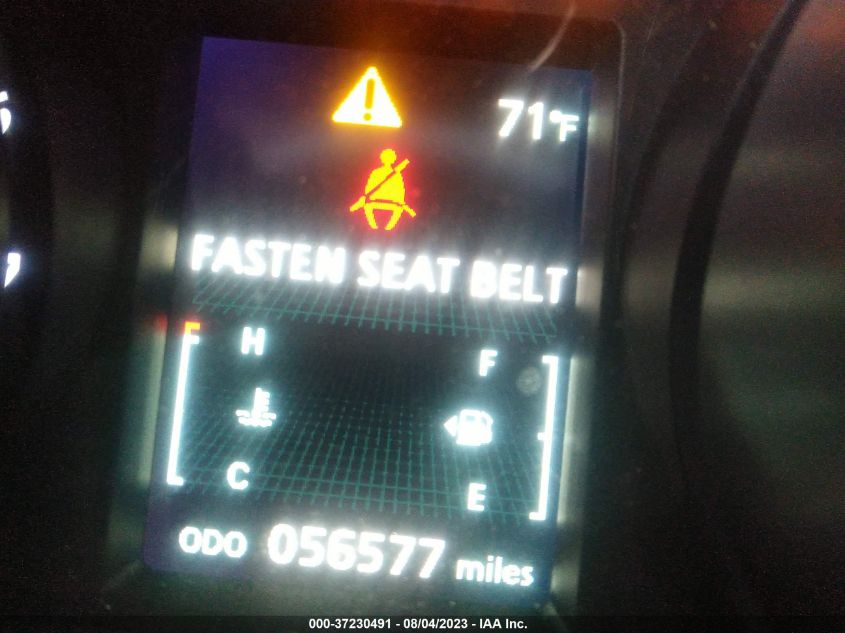 71°F
FASTEN SEAT BELT
H
F
C
E
ODO 056577 miles
000-37230491 - 08/04/2023 - IAA Inc.